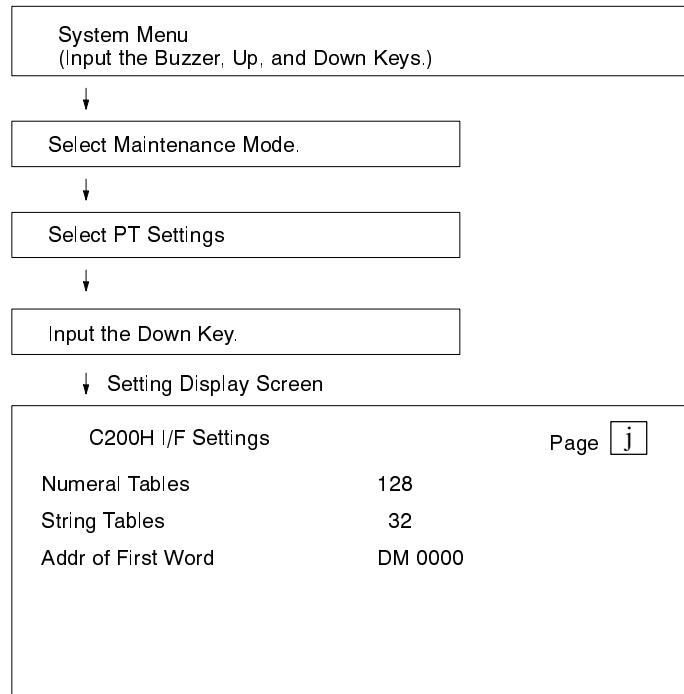 System Menu
(Input the Buzzer, Up, and Down Keys.)
Select Maintenance Mode.
Select PT Settings
Input the Down Key.
Setting Display Screen
C200H I/F Settings Page j
Numeral Tables 128
String Tables 32
Addr of First Word DM 0000